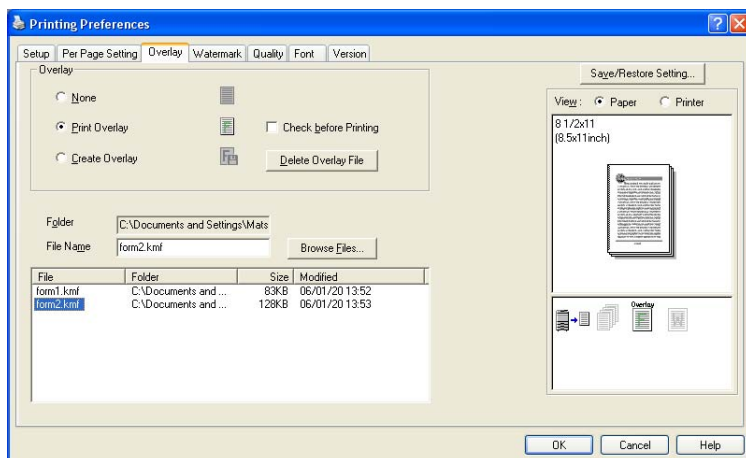 Printing Preferences
Setup Per Page Setting Overlay Watermark Quality Font Version
Overlay
None
Print Overlay
Check before Printing
Create Overlay
Delete Overlay File
Folder C:\Documents and Settings\Mats
File Name form2.kmf Browse Files...
File Folder Size Modified
form1.kmf C:\Documents and ... 83KB 06/01/20 13:52
form2.kmf C:\Documents and ... 128KB 06/01/20 13:53
Save/Restore Setting...
View : Paper Printer
8 1/2x11
(8.5x11inch)
Overlay
OK Cancel Help